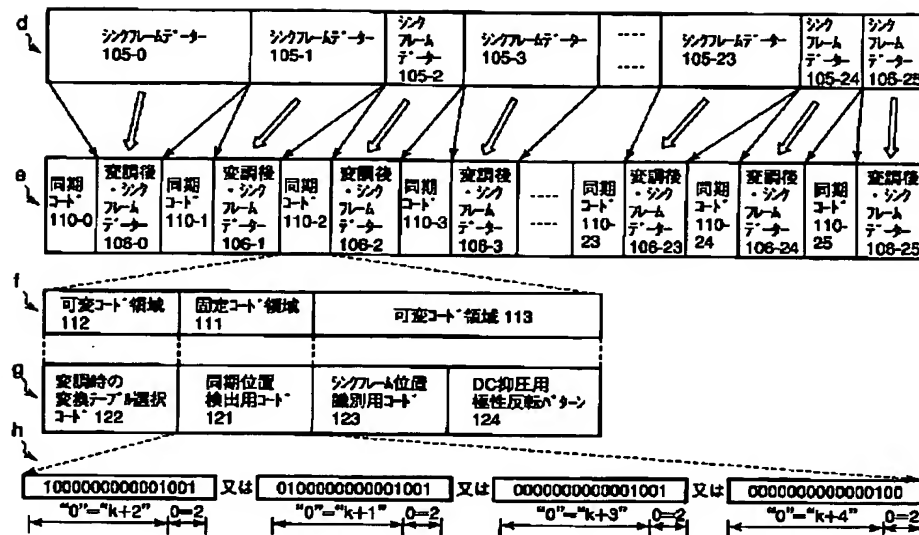 d
シンクフレームデーター
105-0
シンクフレームデーター
105-1
シンク
フレーム
データー
105-2
シンクフレームデーター
105-3
-----
-----
シンクフレームデーター
105-23
シンク
フレーム
データー
105-24
シンク
フレーム
データー
106-25
e
同期
コード
110-0
変調後
・シンク
フレーム
データー
106-0
同期
コード
110-1
変調後
・シンク
フレーム
データー
106-1
同期
コード
110-2
変調後
・シンク
フレーム
データー
106-2
同期
コード
110-3
変調後
・シンク
フレーム
データー
106-3
-----
-----
同期
コード
110-
23
変調後
・シンク
フレーム
データー
106-23
同期
コード
110-
24
変調後
・シンク
フレーム
データー
106-24
同期
コード
110-
25
変調後
・シンク
フレーム
データー
106-25
f
可変コード領域
112
固定コード領域
111
可変コード領域 113
g
変調時の
変換テーブル選択
コード 122
同期位置
検出用コード
121
シンクフレーム位置
識別用コード
123
DC抑圧用
極性反転パターン
124
h
1000000000001001 又は 0100000000001001 又は 0000000000001001 又は 0000000000000100
“0”=“k+2” 0=2 “0”=“k+1” 0=2 “0”=“k+3” 0=2 “0”=“k+4” 0=2